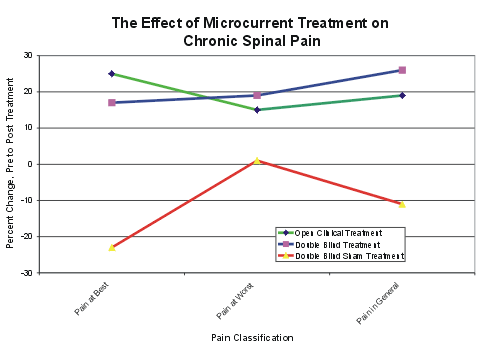 The Effect of Microcurrent Treatment on
Chronic Spinal Pain
Percent Change, Pre to Post Treatment
30
20
10
0
-10
-20
-30
Open Clinical Treatment
Double Blind Treatment
Double Blind Sham Treatment
Pain at Best
Pain at Worst
Pain in General
Pain Classification